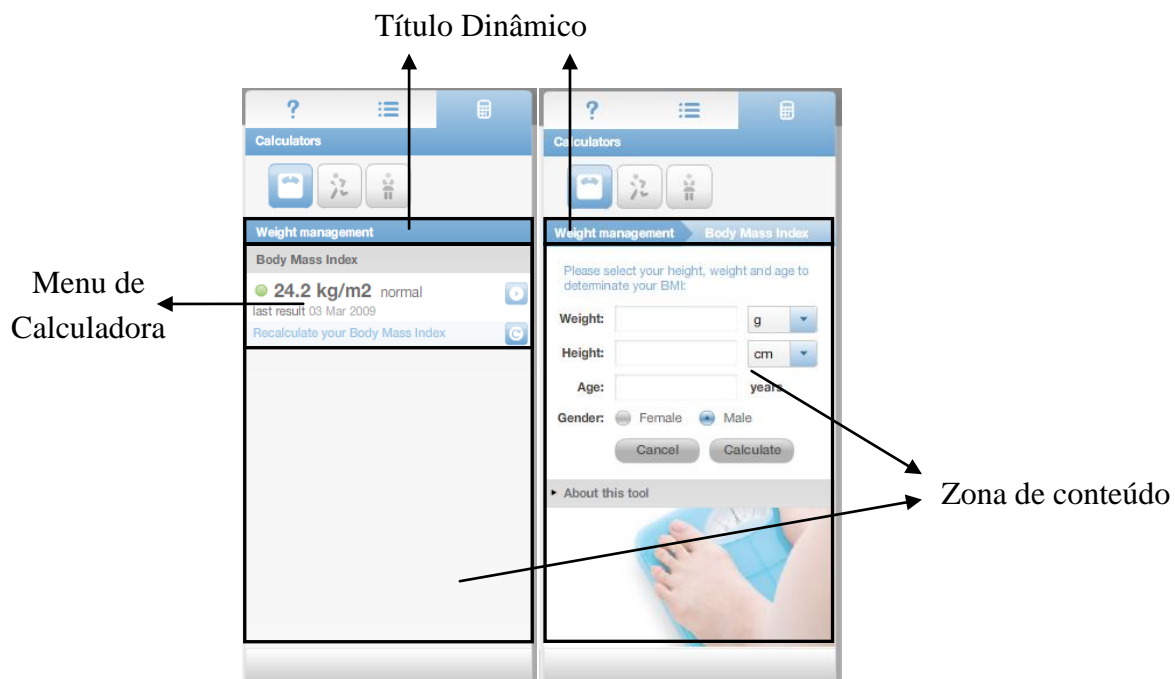 Título Dinâmico
?
Calculators
Weight management
Body Mass Index
24.2 kg/m2 normal
last result 03 Mar 2009
Recalculate your Body Mass Index
Menu de
Calculadora
?
Calculators
Weight management Body Mass Index
Please select your height, weight and age to
determinate your BMI:
Weight: g
Height: cm
Age: years
Gender: Female Male
Cancel Calculate
About this tool
Zona de conteúdo